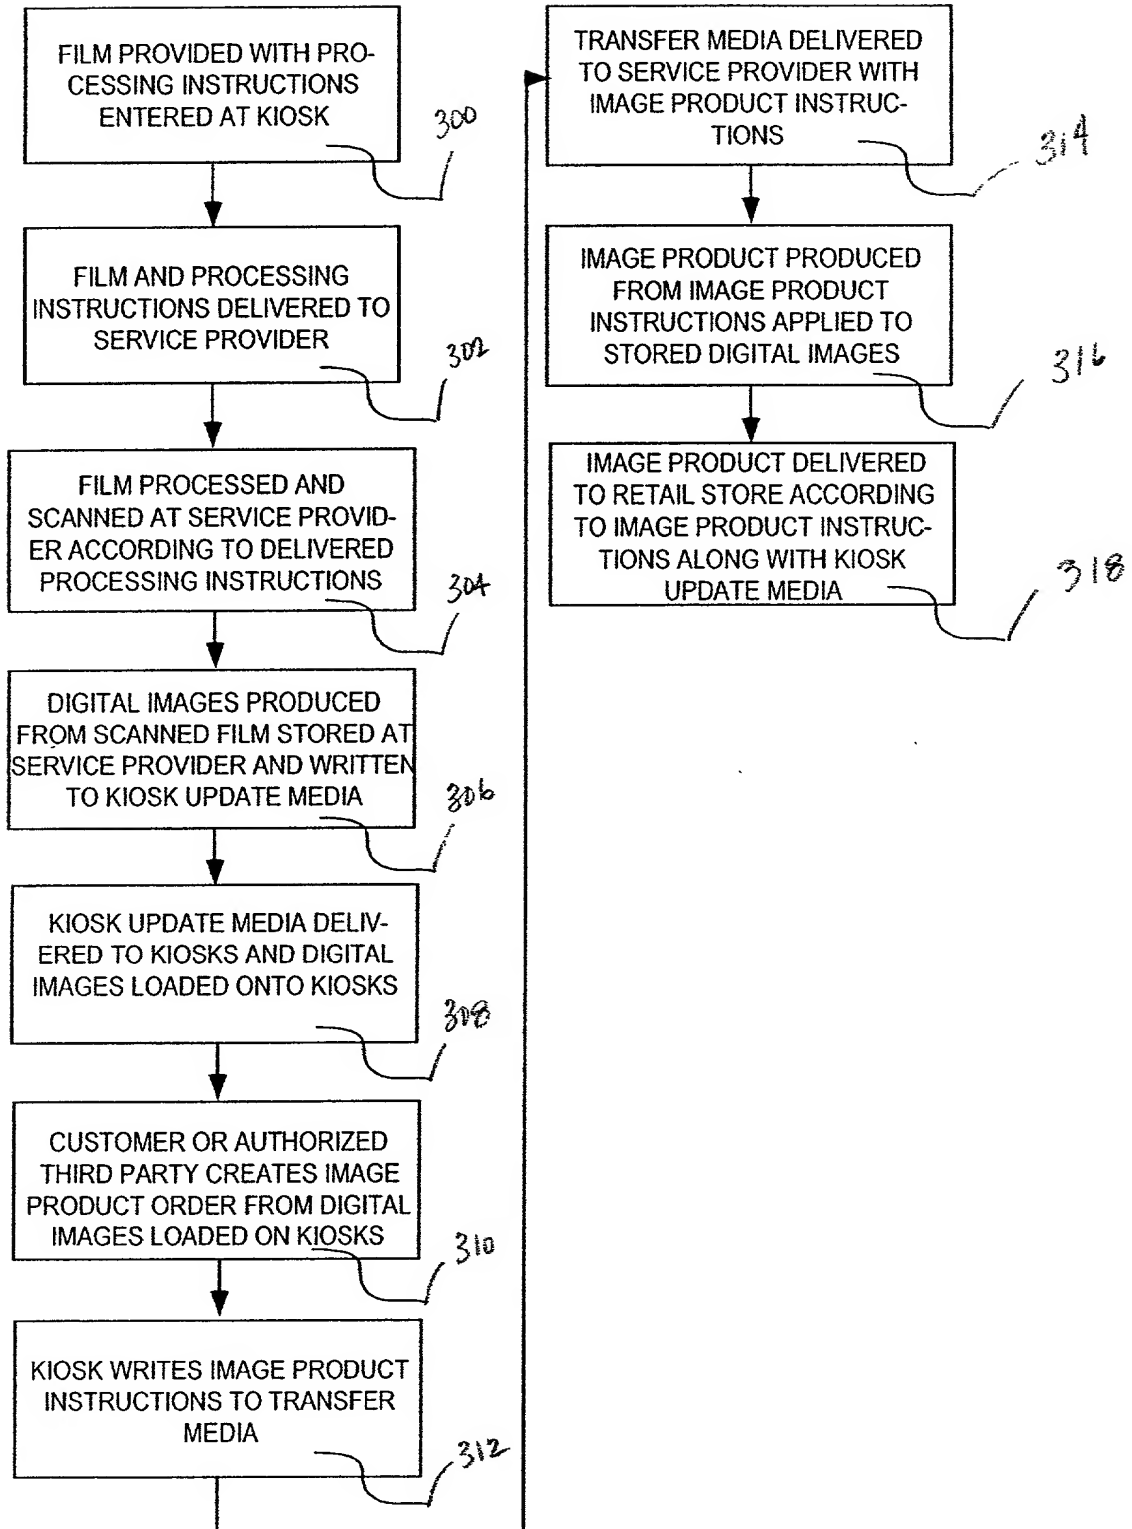 FILM PROVIDED WITH PRO-
CESSING INSTRUCTIONS
ENTERED AT KIOSK
300
FILM AND PROCESSING
INSTRUCTIONS DELIVERED TO
SERVICE PROVIDER
302
FILM PROCESSED AND
SCANNED AT SERVICE PROVID-
ER ACCORDING TO DELIVERED
PROCESSING INSTRUCTIONS
304
DIGITAL IMAGES PRODUCED
FROM SCANNED FILM STORED AT
SERVICE PROVIDER AND WRITTEN
TO KIOSK UPDATE MEDIA
306
KIOSK UPDATE MEDIA DELIV-
ERED TO KIOSKS AND DIGITAL
IMAGES LOADED ONTO KIOSKS
308
CUSTOMER OR AUTHORIZED
THIRD PARTY CREATES IMAGE
PRODUCT ORDER FROM DIGITAL
IMAGES LOADED ON KIOSKS
310
KIOSK WRITES IMAGE PRODUCT
INSTRUCTIONS TO TRANSFER
MEDIA
312
TRANSFER MEDIA DELIVERED
TO SERVICE PROVIDER WITH
IMAGE PRODUCT INSTRUC-
TIONS
314
IMAGE PRODUCT PRODUCED
FROM IMAGE PRODUCT
INSTRUCTIONS APPLIED TO
STORED DIGITAL IMAGES
316
IMAGE PRODUCT DELIVERED
TO RETAIL STORE ACCORDING
TO IMAGE PRODUCT INSTRUC-
TIONS ALONG WITH KIOSK
UPDATE MEDIA
318